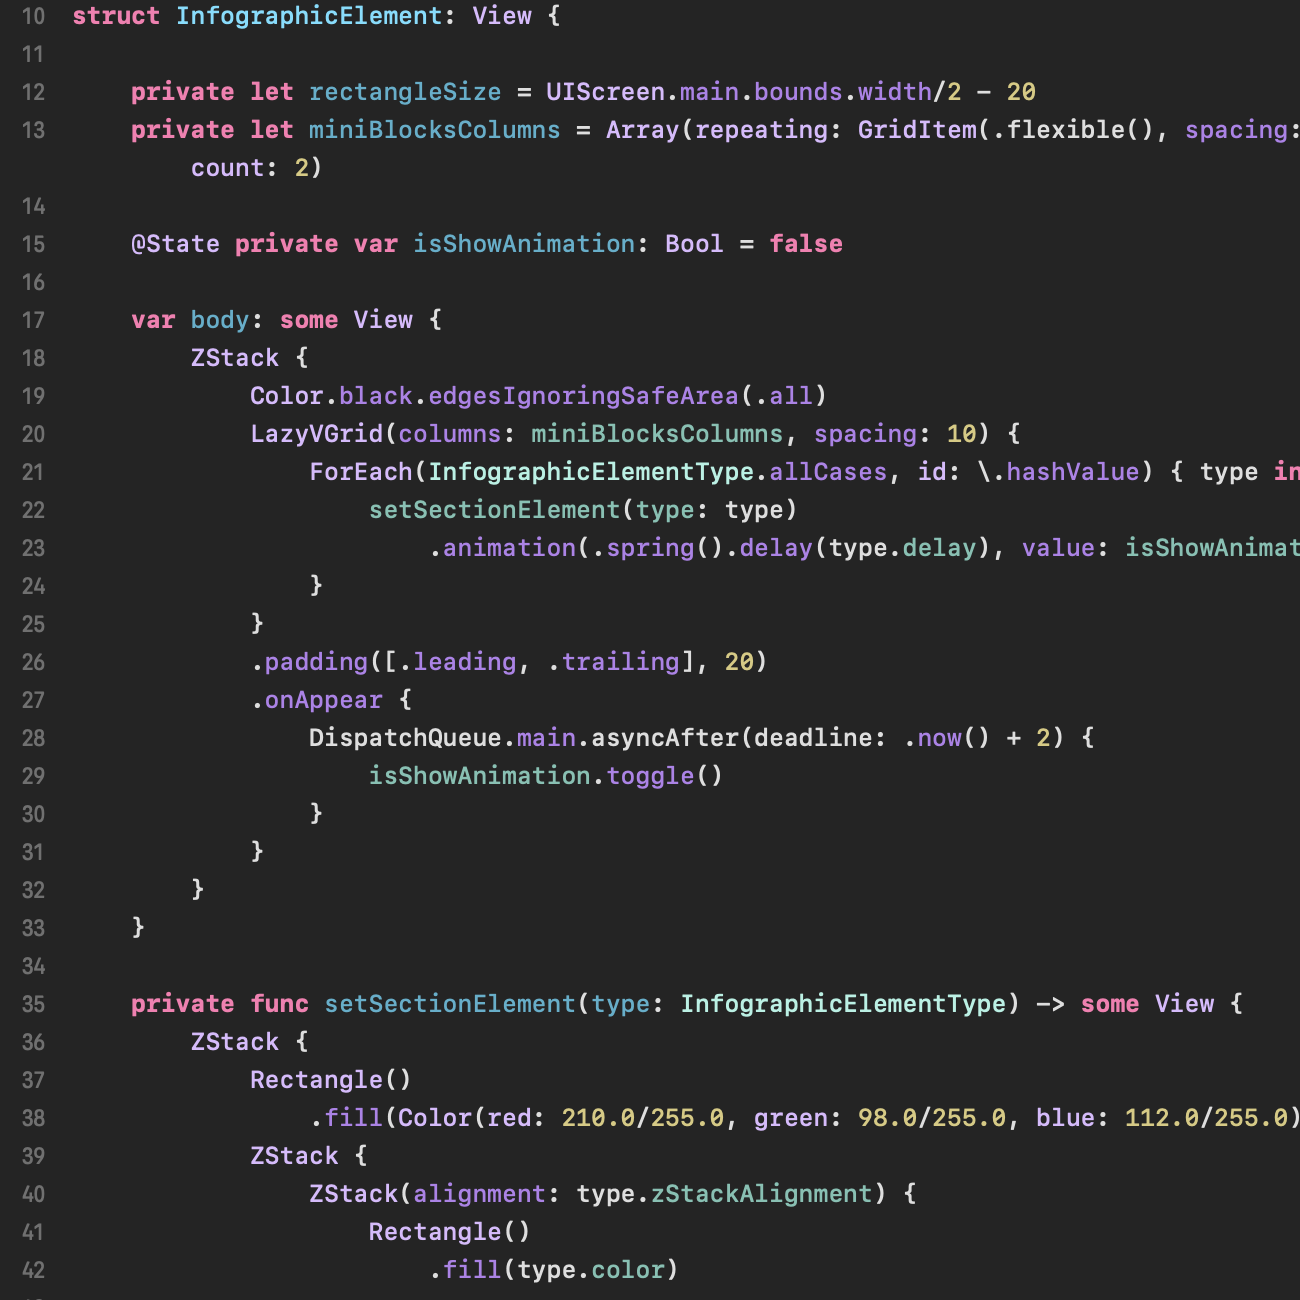 10 struct InfographicElement: View {
11
12     private let rectangleSize = UIScreen.main.bounds.width/2 - 20
13     private let miniBlocksColumns = Array(repeating: GridItem(.flexible(), spacing:
        count: 2)
14
15     @State private var isShowAnimation: Bool = false
16
17     var body: some View {
18         ZStack {
19             Color.black.edgesIgnoringSafeArea(.all)
20             LazyVGrid(columns: miniBlocksColumns, spacing: 10) {
21                 ForEach(InfographicElementType.allCases, id: \.hashValue) { type in
22                     setSectionElement(type: type)
23                         .animation(.spring().delay(type.delay), value: isShowAnimat
24                 }
25             }
26             .padding([.leading, .trailing], 20)
27             .onAppear {
28                 DispatchQueue.main.asyncAfter(deadline: .now() + 2) {
29                     isShowAnimation.toggle()
30                 }
31             }
32         }
33     }
34
35     private func setSectionElement(type: InfographicElementType) -> some View {
36         ZStack {
37             Rectangle()
38                 .fill(Color(red: 210.0/255.0, green: 98.0/255.0, blue: 112.0/255.0)
39             ZStack {
40                 ZStack(alignment: type.zStackAlignment) {
41                     Rectangle()
42                         .fill(type.color)